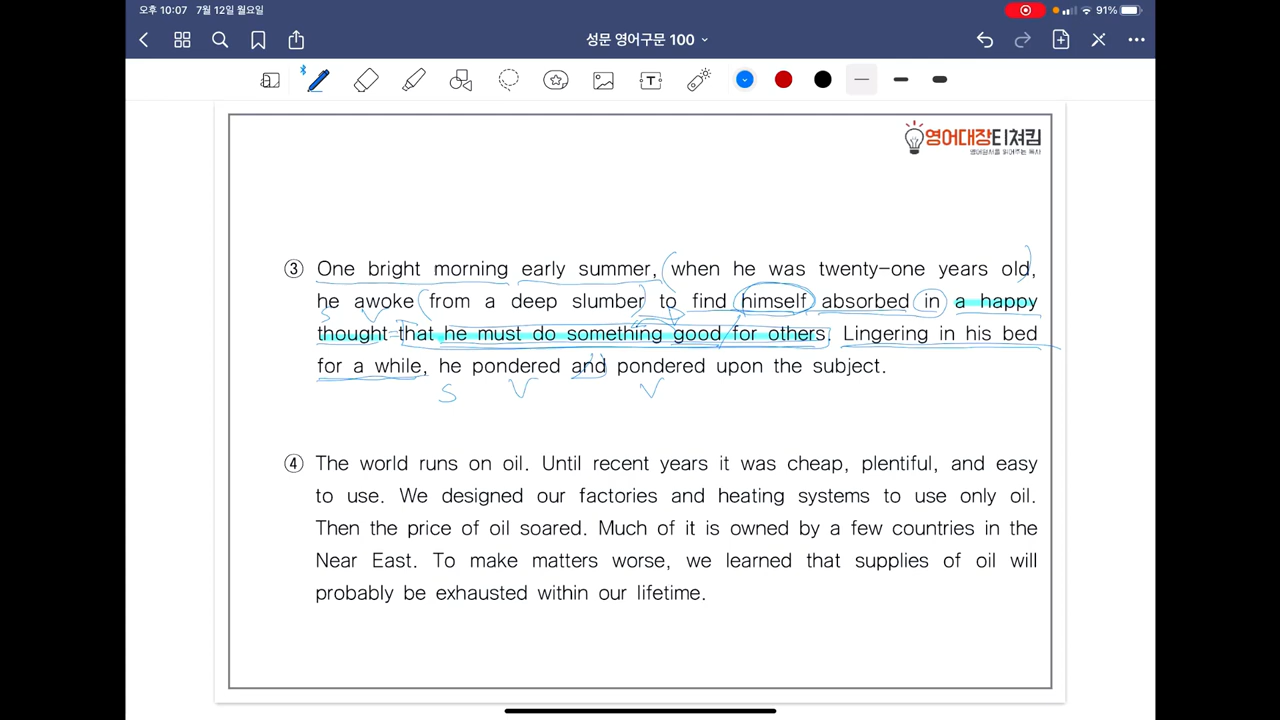 오후 10:07 7월 12일 월요일
91%
성문 영어구문 100
T
영어대장티쳐킴
③ One bright morning early summer, when he was twenty-one years old,
he awoke from a deep slumber to find himself absorbed in a happy
thought that he must do something good for others. Lingering in his bed
for a while, he pondered and pondered upon the subject.
S V
S V V
④ The world runs on oil. Until recent years it was cheap, plentiful, and easy
to use. We designed our factories and heating systems to use only oil.
Then the price of oil soared. Much of it is owned by a few countries in the
Near East. To make matters worse, we learned that supplies of oil will
probably be exhausted within our lifetime.